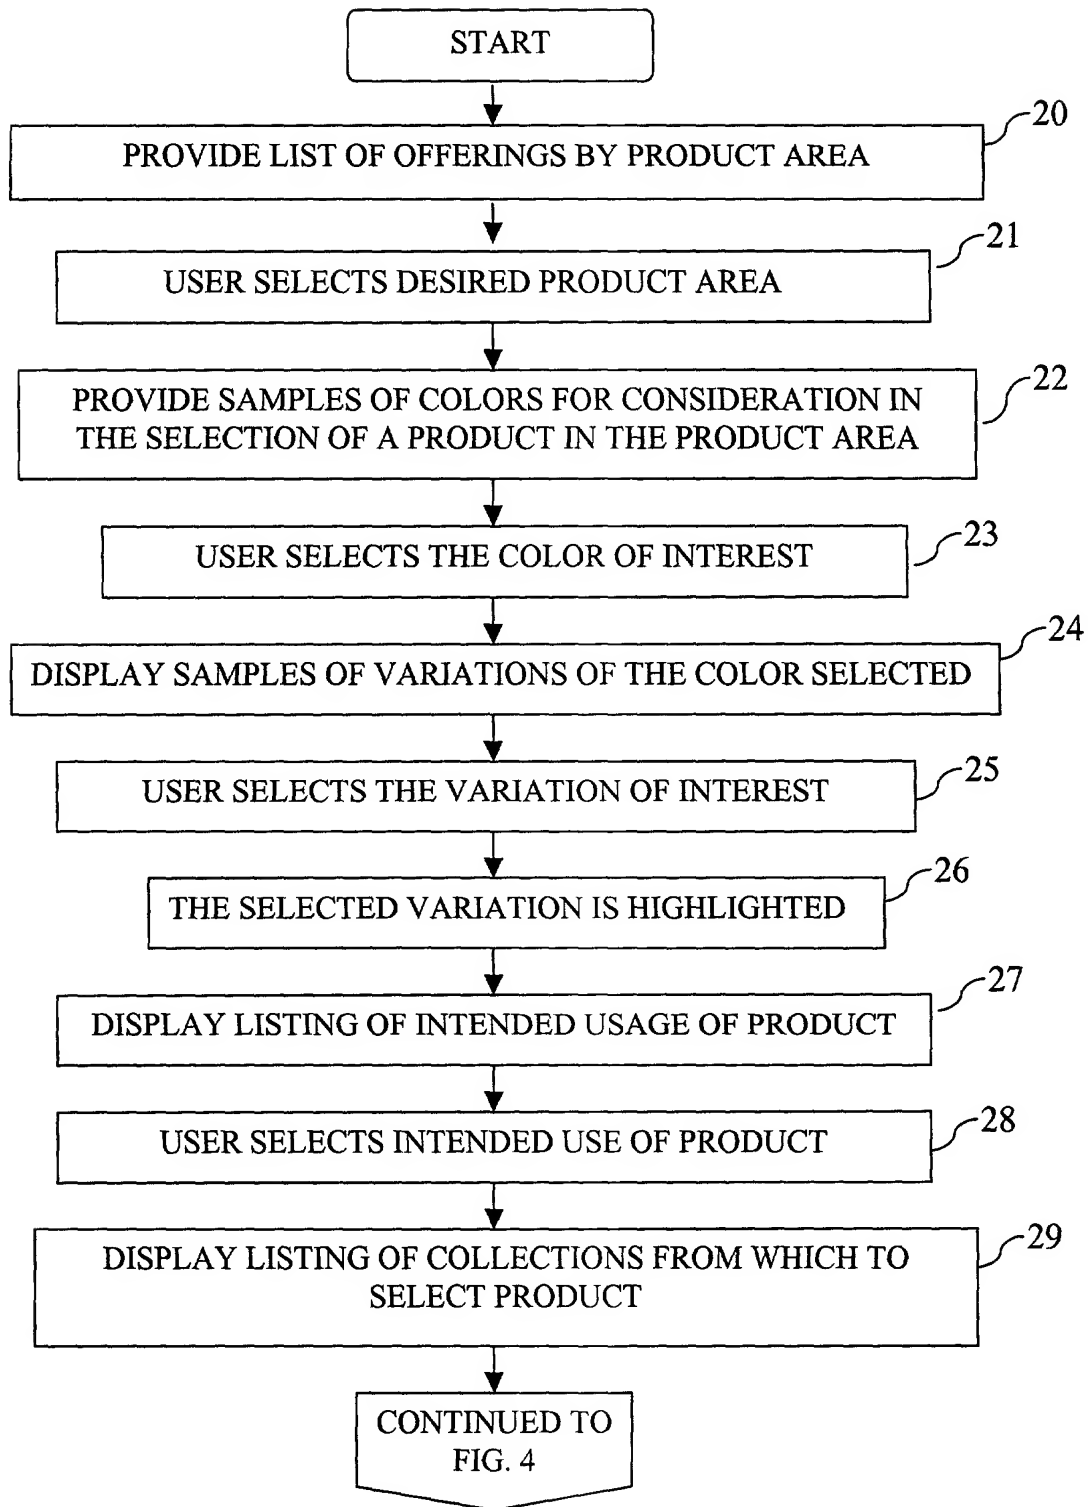 START
20
PROVIDE LIST OF OFFERINGS BY PRODUCT AREA
21
USER SELECTS DESIRED PRODUCT AREA
22
PROVIDE SAMPLES OF COLORS FOR CONSIDERATION IN
THE SELECTION OF A PRODUCT IN THE PRODUCT AREA
23
USER SELECTS THE COLOR OF INTEREST
24
DISPLAY SAMPLES OF VARIATIONS OF THE COLOR SELECTED
25
USER SELECTS THE VARIATION OF INTEREST
26
THE SELECTED VARIATION IS HIGHLIGHTED
27
DISPLAY LISTING OF INTENDED USAGE OF PRODUCT
28
USER SELECTS INTENDED USE OF PRODUCT
29
DISPLAY LISTING OF COLLECTIONS FROM WHICH TO
SELECT PRODUCT
CONTINUED TO
FIG. 4